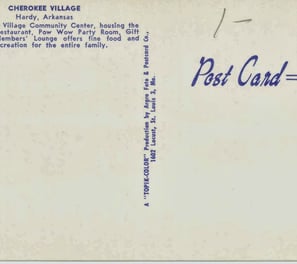 CHEROKEE VILLAGE
Hardy, Arkansas
Village Community Center, housing the
estaurant, Pow Wow Party Room, Gift
embers' Lounge offers fine food and
creation for the entire family.
A "TOPIX-COLOR" Production by Argro Foto & Postcard Co.,
1602 Locust, St. Louis 3, Mo.
1-
Post Card